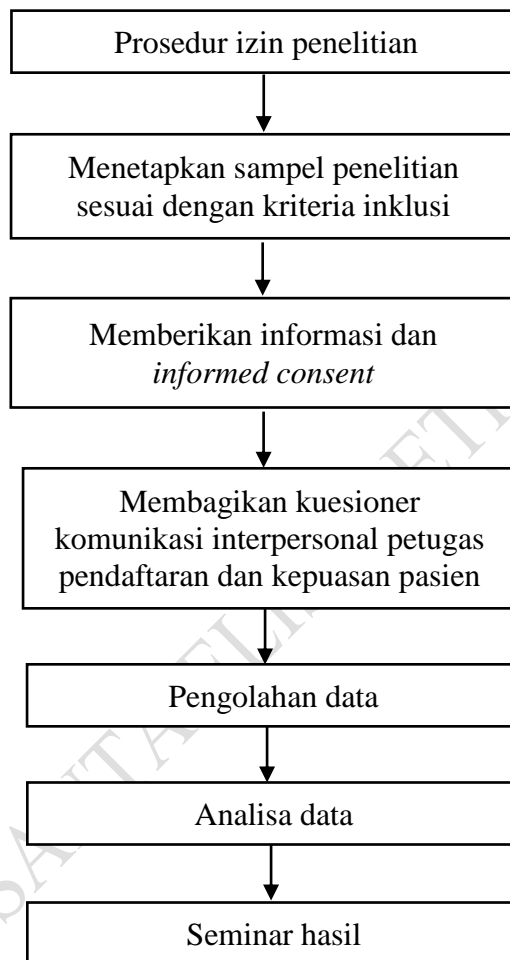 Prosedur izin penelitian
Menetapkan sampel penelitian
sesuai dengan kriteria inklusi
Memberikan informasi dan
informed consent
Membagikan kuesioner
komunikasi interpersonal petugas
pendaftaran dan kepuasan pasien
Pengolahan data
Analisa data
Seminar hasil